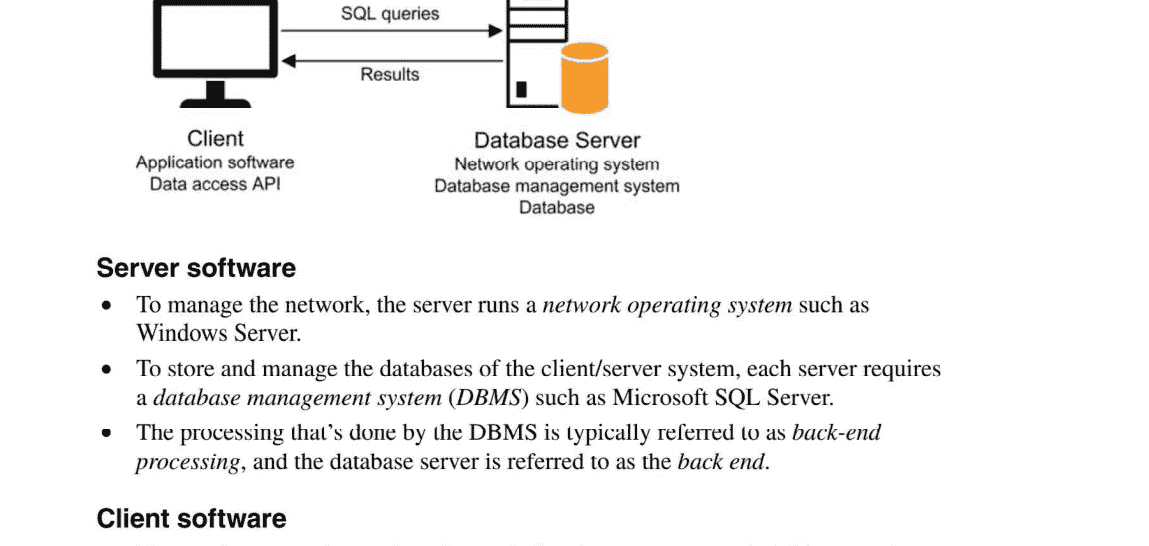 SQL queries
Results
Client
Application software
Data access API
Database Server
Network operating system
Database management system
Database
Server software
• To manage the network, the server runs a network operating system such as
Windows Server.
• To store and manage the databases of the client/server system, each server requires
a database management system (DBMS) such as Microsoft SQL Server.
• The processing that's done by the DBMS is typically referred to as back-end
processing, and the database server is referred to as the back end.
Client software